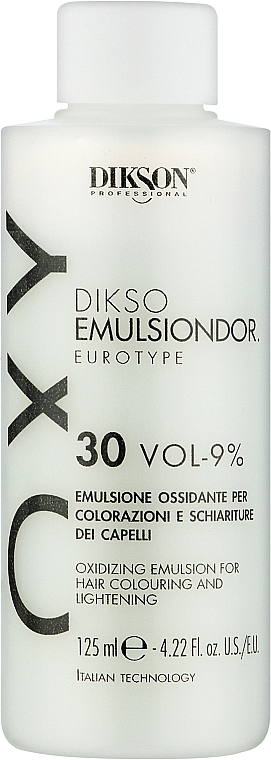 DIKSON®
PROFESSIONAL
OXY
DIKSO
EMULSIONDOR.
EUROTYPE
30 VOL-9%
EMULSIONE OSSIDANTE PER
COLORAZIONI E SCHIARITURE
DEI CAPELLI
OXIDIZING EMULSION FOR
HAIR COLOURING AND
LIGHTENING
125 ml ℮ - 4.22 Fl. oz. U.S./E.U.
ITALIAN TECHNOLOGY